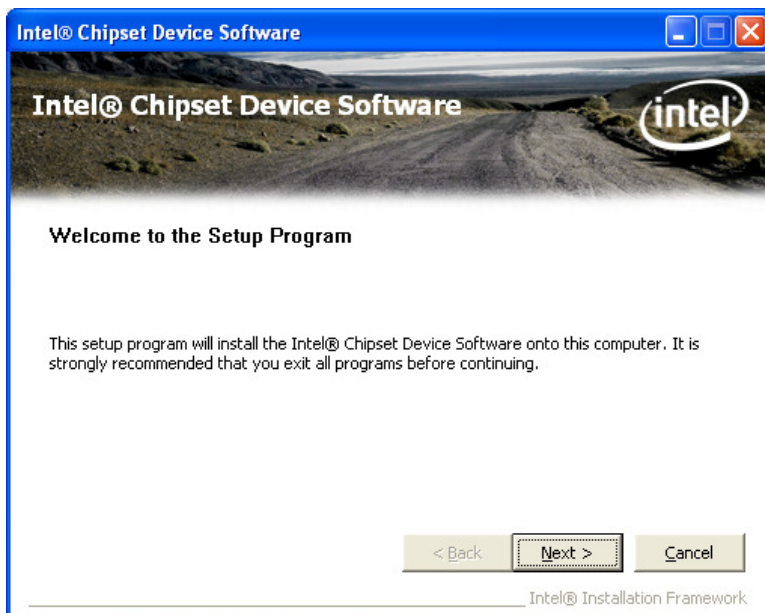 Intel® Chipset Device Software
Intel® Chipset Device Software
intel
Welcome to the Setup Program
This setup program will install the Intel® Chipset Device Software onto this computer. It is
strongly recommended that you exit all programs before continuing.
< Back
Next >
Cancel
Intel® Installation Framework